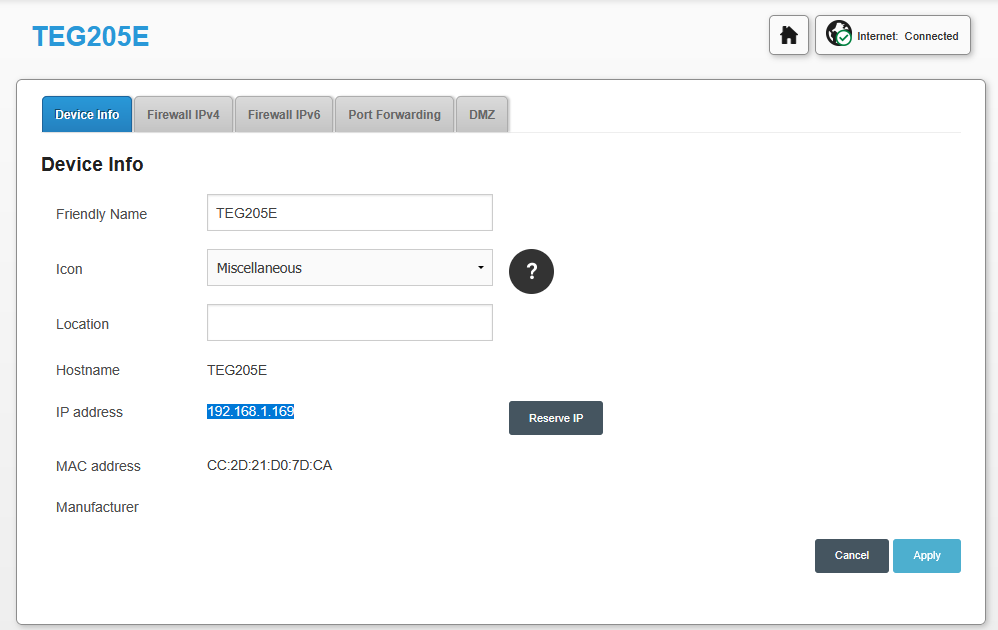 TEG205E
Internet: Connected
Device Info
Firewall IPv4
Firewall IPv6
Port Forwarding
DMZ
Device Info
Friendly Name
TEG205E
Icon
Miscellaneous
?
Location
Hostname
TEG205E
IP address
192.168.1.169
Reserve IP
MAC address
CC:2D:21:D0:7D:CA
Manufacturer
Cancel
Apply